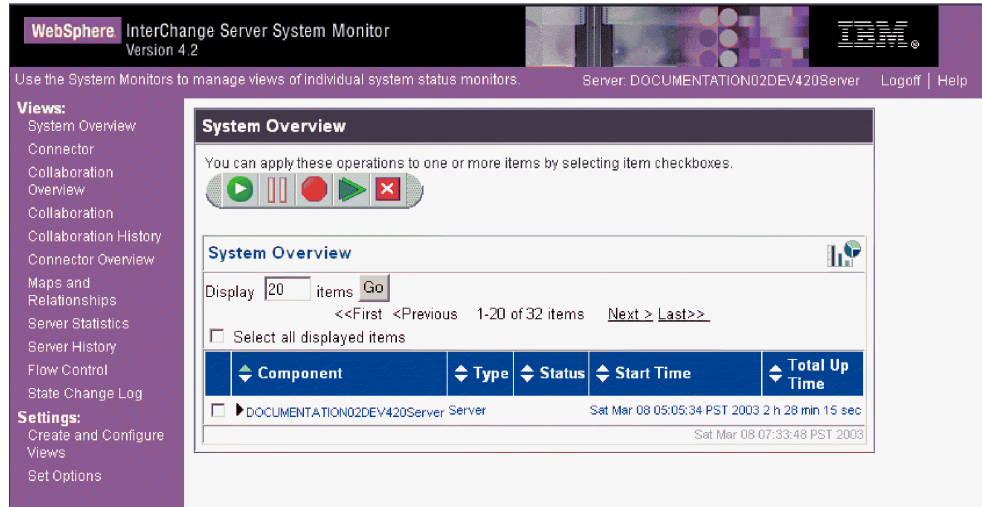 WebSphere. InterChange Server System Monitor
Version 4.2
IBM®
Use the System Monitors to manage views of individual system status monitors.
Server: DOCUMENTATION02DEV420Server
Logoff | Help
Views:
System Overview
Connector
Collaboration
Overview
Collaboration
Collaboration History
Connector Overview
Maps and
Relationships
Server Statistics
Server History
Flow Control
State Change Log
Settings:
Create and Configure
Views
Set Options
System Overview
You can apply these operations to one or more items by selecting item checkboxes.
System Overview
Display 20 items Go
<<First <Previous 1-20 of 32 items Next > Last>>
Select all displayed items
Component Type Status Start Time Total Up
Time
DOCUMENTATION02DEV420Server Server Sat Mar 08 05:05:34 PST 2003 2 h 28 min 15 sec
Sat Mar 08 07:33:48 PST 2003